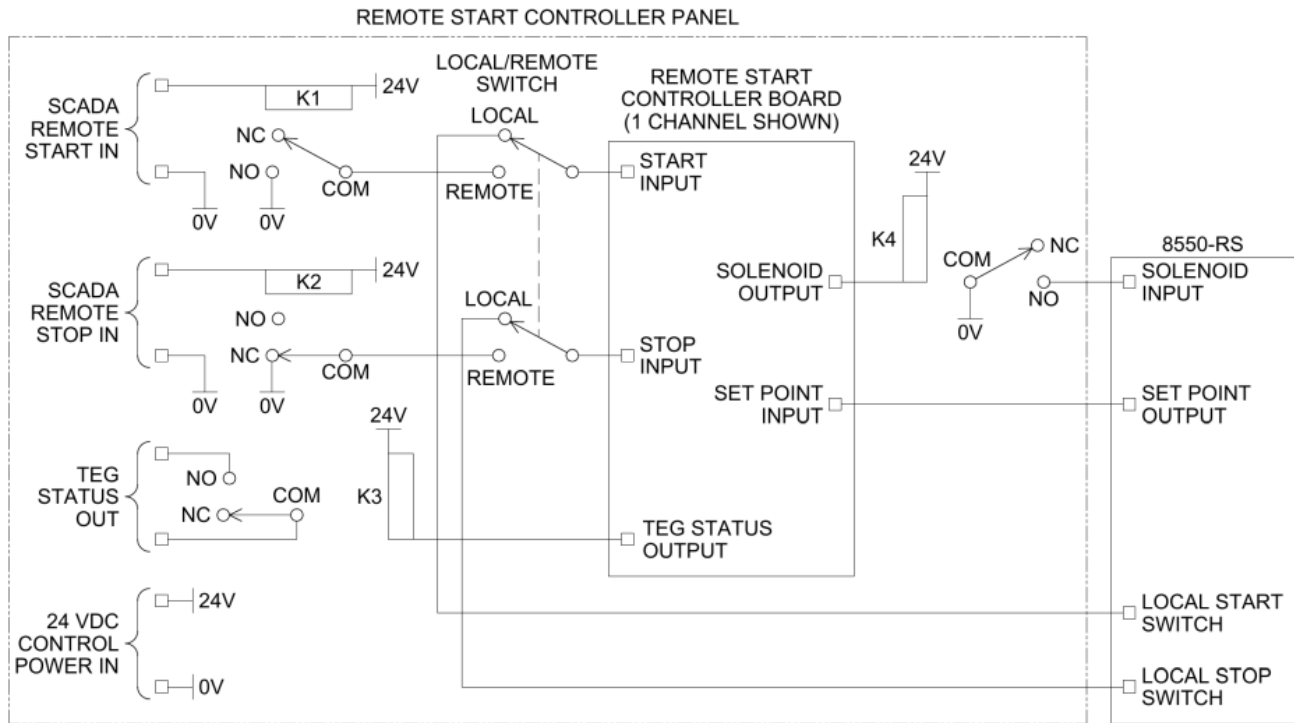 REMOTE START CONTROLLER PANEL
SCADA
REMOTE
START IN
K1
24V
NC
NO
COM
0V
0V
LOCAL/REMOTE
SWITCH
LOCAL
REMOTE
REMOTE START
CONTROLLER BOARD
(1 CHANNEL SHOWN)
START
INPUT
SCADA
REMOTE
STOP IN
K2
24V
NO
NC
COM
0V
0V
LOCAL
REMOTE
STOP
INPUT
SOLENOID
OUTPUT
SET POINT
INPUT
24V
K4
COM
NC
NO
0V
8550-RS
SOLENOID
INPUT
SET POINT
OUTPUT
TEG
STATUS
OUT
NO
NC
COM
24V
K3
TEG STATUS
OUTPUT
24 VDC
CONTROL
POWER IN
24V
0V
LOCAL START
SWITCH
LOCAL STOP
SWITCH